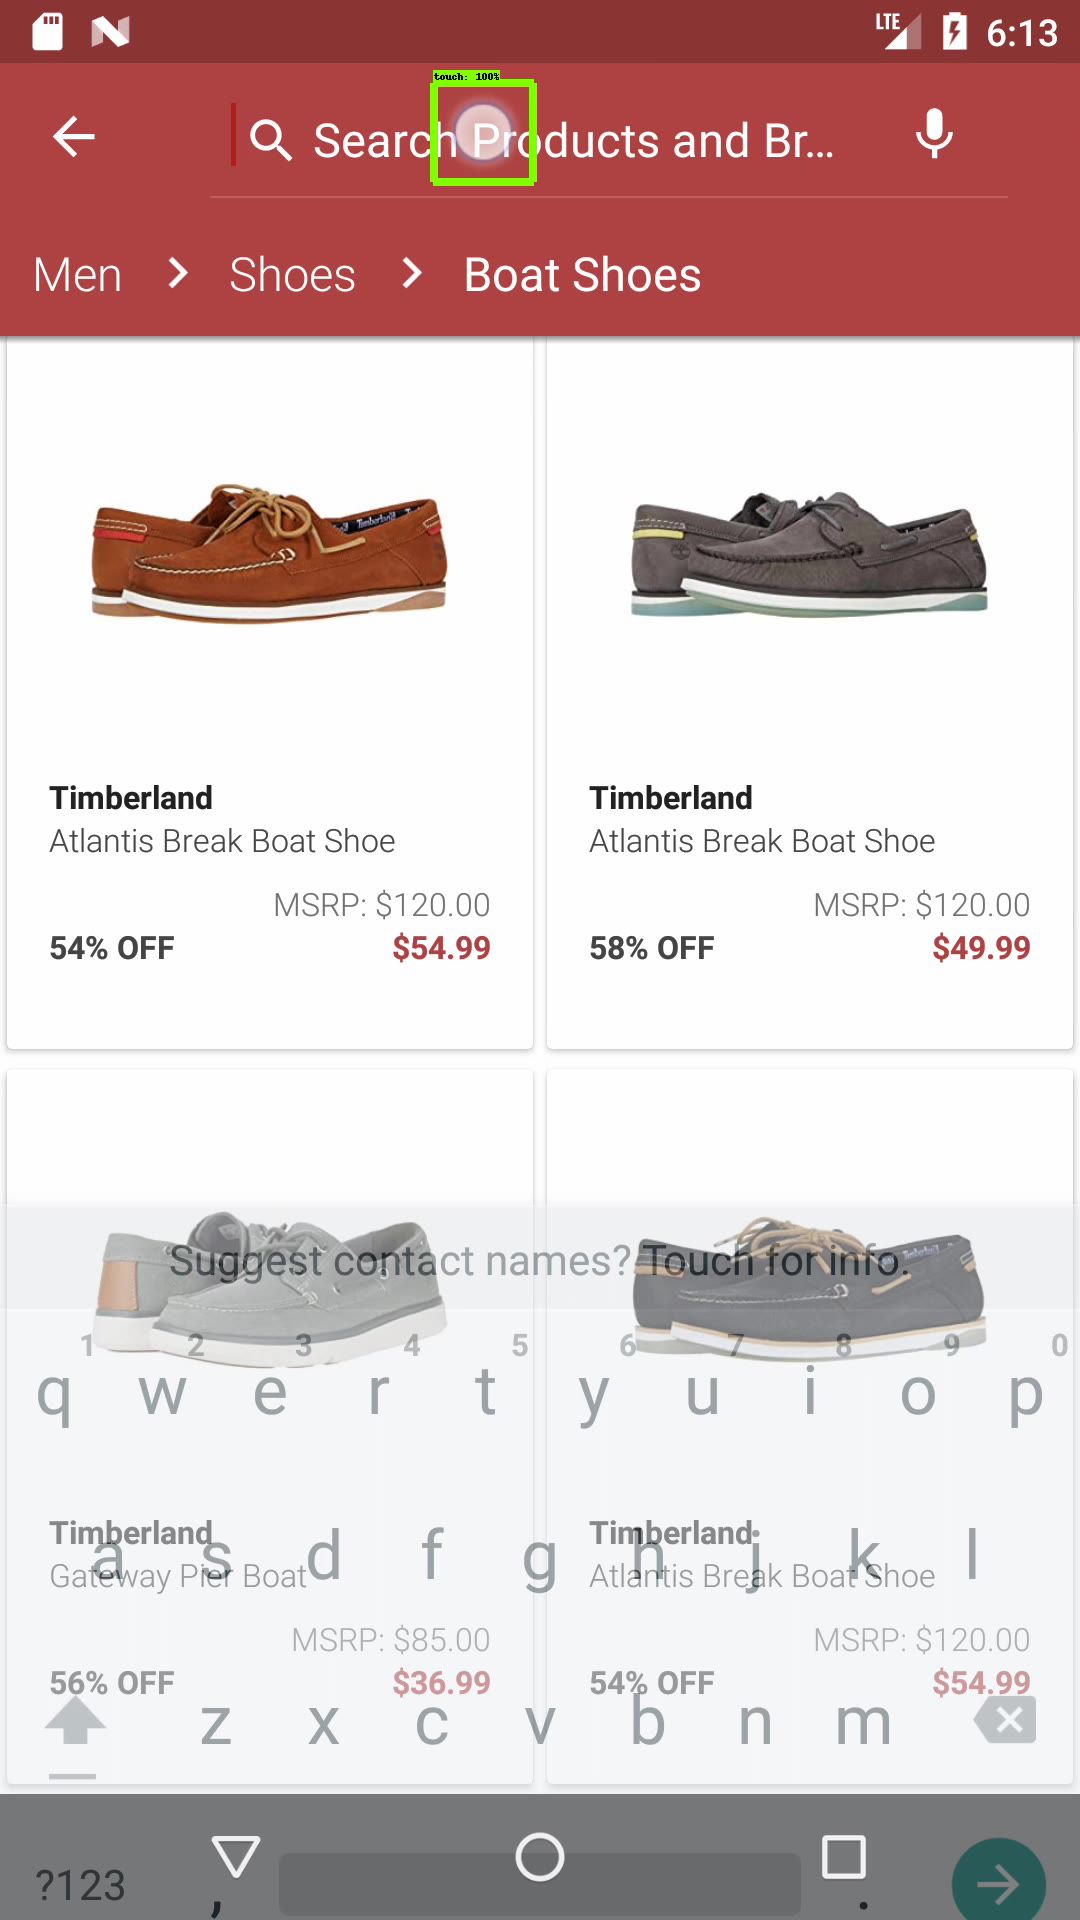 LTE 6:13
touch: 100%
Search Products and Br...
Men > Shoes > Boat Shoes
Timberland
Atlantis Break Boat Shoe
MSRP: $120.00
54% OFF $54.99
Timberland
Atlantis Break Boat Shoe
MSRP: $120.00
58% OFF $49.99
Suggest contact names? Touch for info.
1 2 3 4 5 6 7 8 9 0
q w e r t y u i o p
Timberland
Gateway Pier Boat
MSRP: $85.00
56% OFF $36.99
Timberland
Atlantis Break Boat Shoe
MSRP: $120.00
54% OFF $54.99
a s d f g h j k l
z x c v b n m
?123 , .